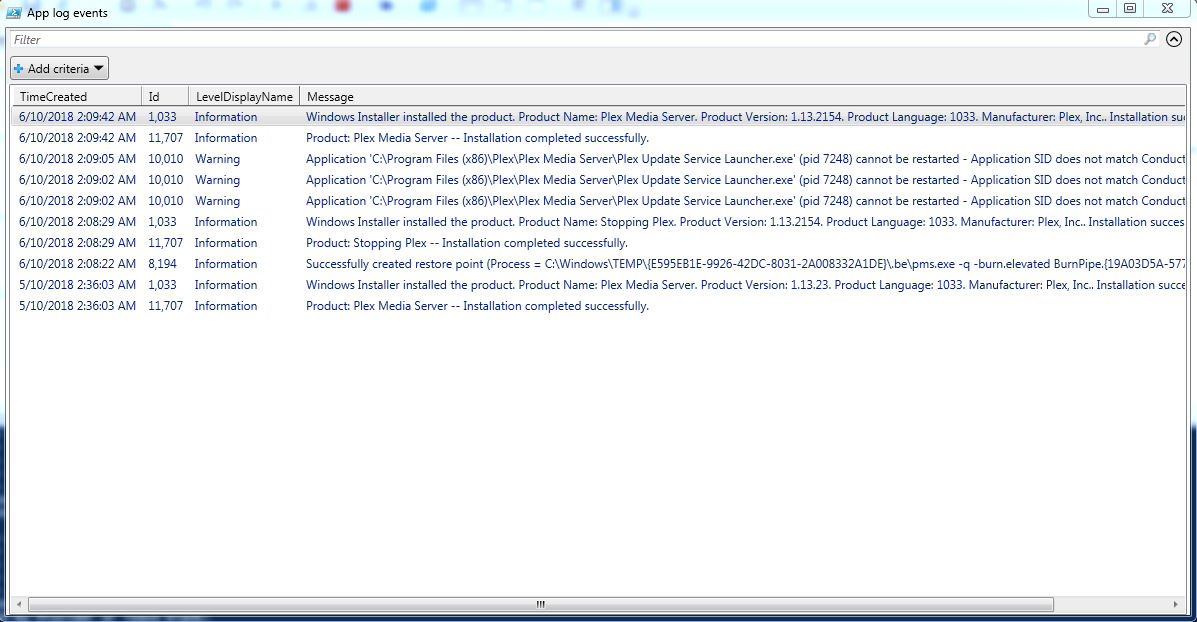 App log events
Filter
Add criteria
TimeCreated Id LevelDisplayName Message
6/10/2018 2:09:42 AM 1,033 Information Windows Installer installed the product. Product Name: Plex Media Server. Product Version: 1.13.2154. Product Language: 1033. Manufacturer: Plex, Inc.. Installation suc
6/10/2018 2:09:42 AM 11,707 Information Product: Plex Media Server -- Installation completed successfully.
6/10/2018 2:09:05 AM 10,010 Warning Application 'C:\Program Files (x86)\Plex\Plex Media Server\Plex Update Service Launcher.exe' (pid 7248) cannot be restarted - Application SID does not match Conduct
6/10/2018 2:09:02 AM 10,010 Warning Application 'C:\Program Files (x86)\Plex\Plex Media Server\Plex Update Service Launcher.exe' (pid 7248) cannot be restarted - Application SID does not match Conduct
6/10/2018 2:09:02 AM 10,010 Warning Application 'C:\Program Files (x86)\Plex\Plex Media Server\Plex Update Service Launcher.exe' (pid 7248) cannot be restarted - Application SID does not match Conduct
6/10/2018 2:08:29 AM 1,033 Information Windows Installer installed the product. Product Name: Stopping Plex. Product Version: 1.13.2154. Product Language: 1033. Manufacturer: Plex, Inc.. Installation succes
6/10/2018 2:08:29 AM 11,707 Information Product: Stopping Plex -- Installation completed successfully.
6/10/2018 2:08:22 AM 8,194 Information Successfully created restore point (Process = C:\Windows\TEMP\{E595EB1E-9926-42DC-8031-2A008332A1DE}\.be\pms.exe -q -burn.elevated BurnPipe.{19A03D5A-577
5/10/2018 2:36:03 AM 1,033 Information Windows Installer installed the product. Product Name: Plex Media Server. Product Version: 1.13.23. Product Language: 1033. Manufacturer: Plex, Inc.. Installation succe
5/10/2018 2:36:03 AM 11,707 Information Product: Plex Media Server -- Installation completed successfully.